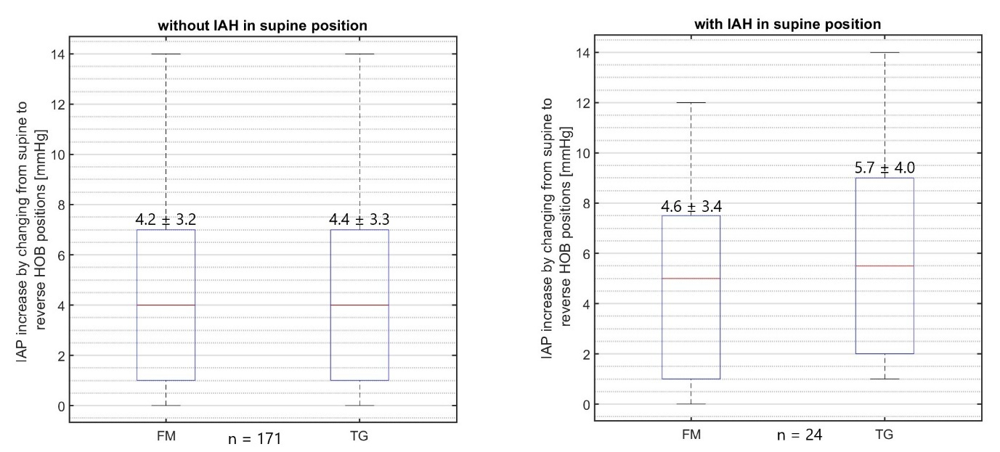 without IAH in supine position
IAP increase by changing from supine to
reverse HOB positions [mmHg]
14
12
10
8
6
4
2
0
4.2 ± 3.2
4.4 ± 3.3
FM
n = 171
TG
with IAH in supine position
IAP increase by changing from supine to
reverse HOB positions [mmHg]
14
12
10
8
6
4
2
0
4.6 ± 3.4
5.7 ± 4.0
FM
n = 24
TG